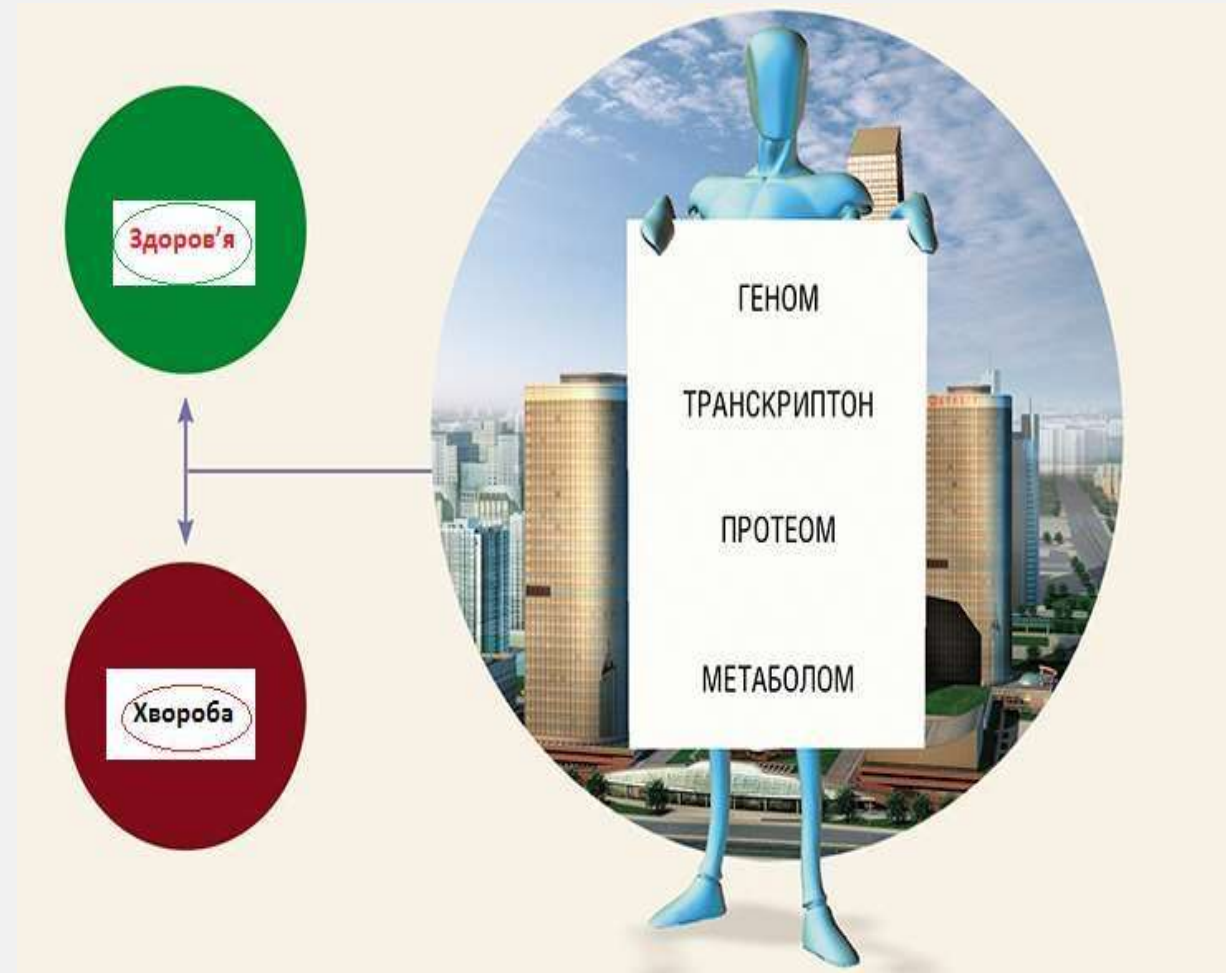 Здоров'я
Хвороба
ГЕНОМ
ТРАНСКРИПТОН
ПРОТЕОМ
МЕТАБОЛОМ